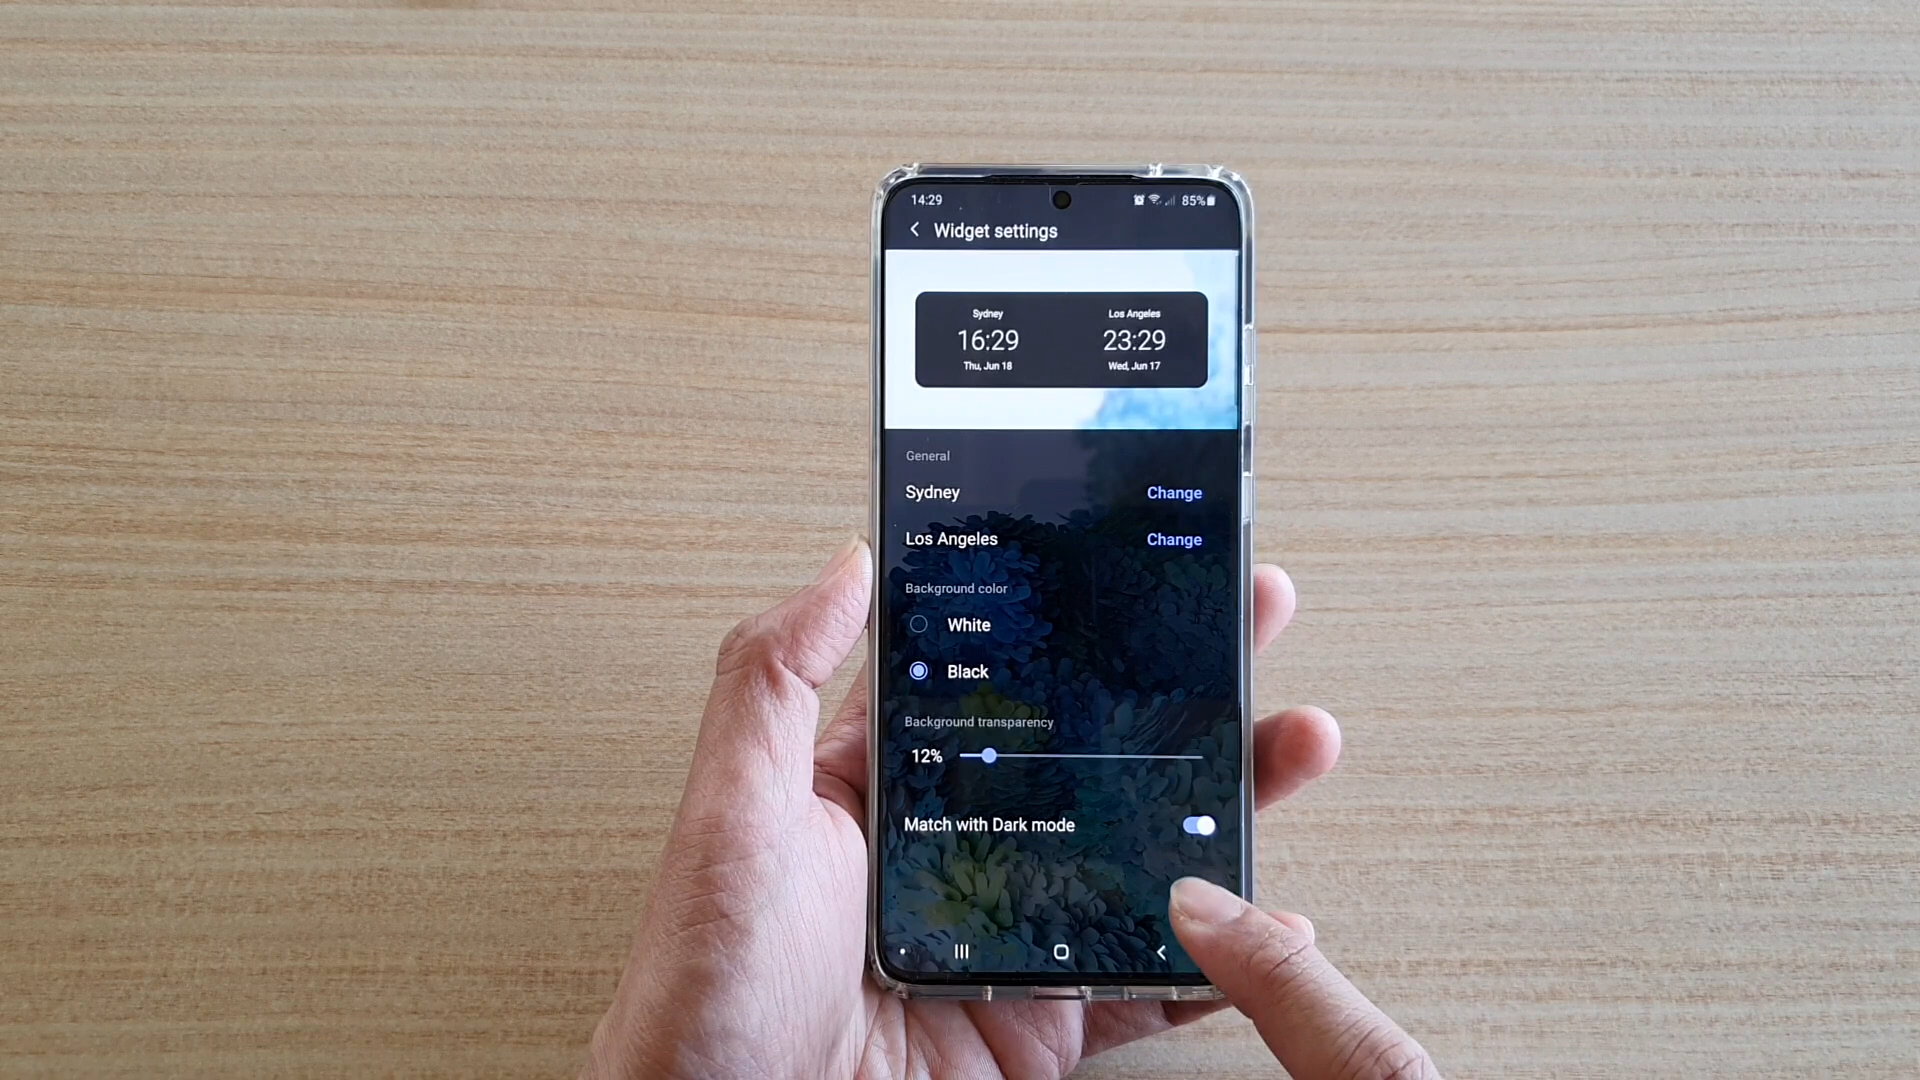 14:29 85%
Widget settings
Sydney Los Angeles
16:29 23:29
Thu, Jun 18 Wed, Jun 17
General
Sydney Change
Los Angeles Change
Background color
White
Black
Background transparency
12%
Match with Dark mode